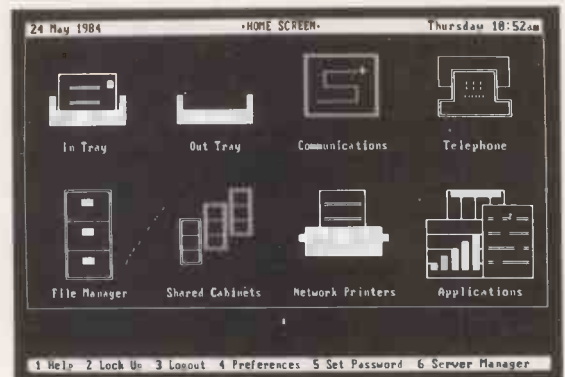 24 May 1984 ·HOME SCREEN· Thursday 10:52am
In Tray Out Tray Communications Telephone
File Manager Shared Cabinets Network Printers Applications
1 Help 2 Lock Up 3 Logout 4 Preferences 5 Set Password 6 Server Manager